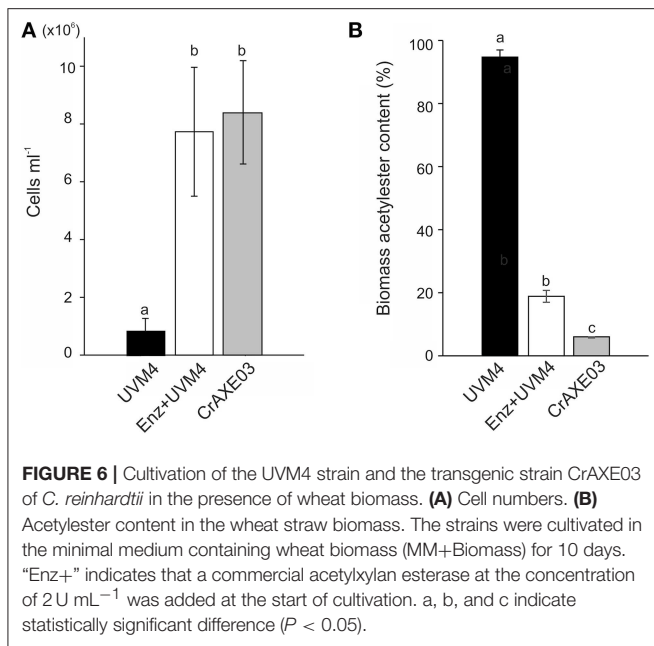 A (x10⁶)
b b
10
8
6
4
2
a
0
Cells ml⁻¹
UVM4
Enz+UVM4
CrAXE03
B
a
100
a
80
60
40
b
b
20
c
0
Biomass acetylester content (%)
UVM4
Enz+UVM4
CrAXE03
FIGURE 6 | Cultivation of the UVM4 strain and the transgenic strain CrAXE03
of C. reinhardtii in the presence of wheat biomass. (A) Cell numbers. (B)
Acetylester content in the wheat straw biomass. The strains were cultivated in
the minimal medium containing wheat biomass (MM+Biomass) for 10 days.
“Enz+” indicates that a commercial acetylxylan esterase at the concentration
of 2 U mL⁻¹ was added at the start of cultivation. a, b, and c indicate
statistically significant difference (P < 0.05).